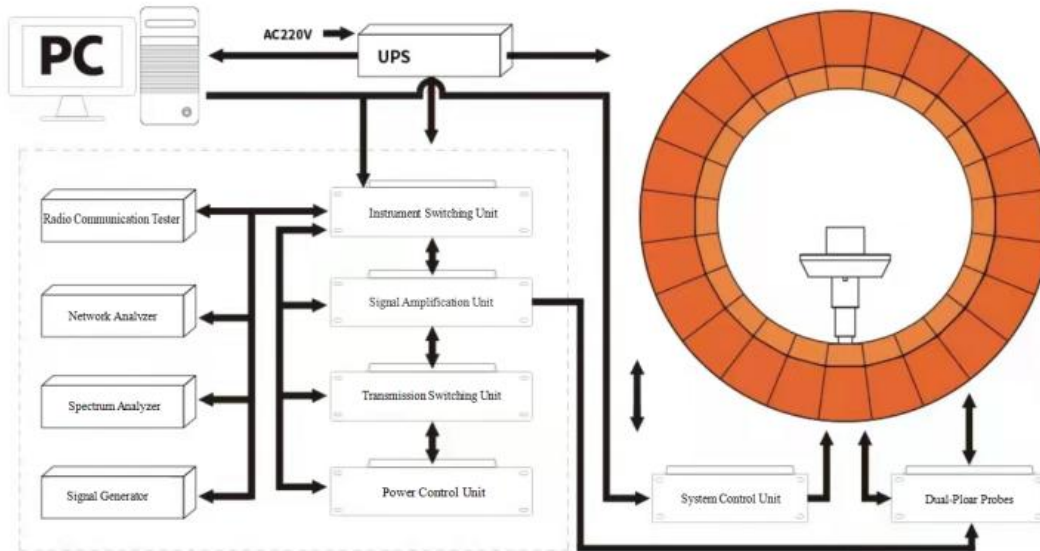 PC
AC220V
UPS
Radio Communication Tester
Instrument Switching Unit
Network Analyzer
Signal Amplification Unit
Spectrum Analyzer
Transmission Switching Unit
Signal Generator
Power Control Unit
System Control Unit
Dual-Ploar Probes